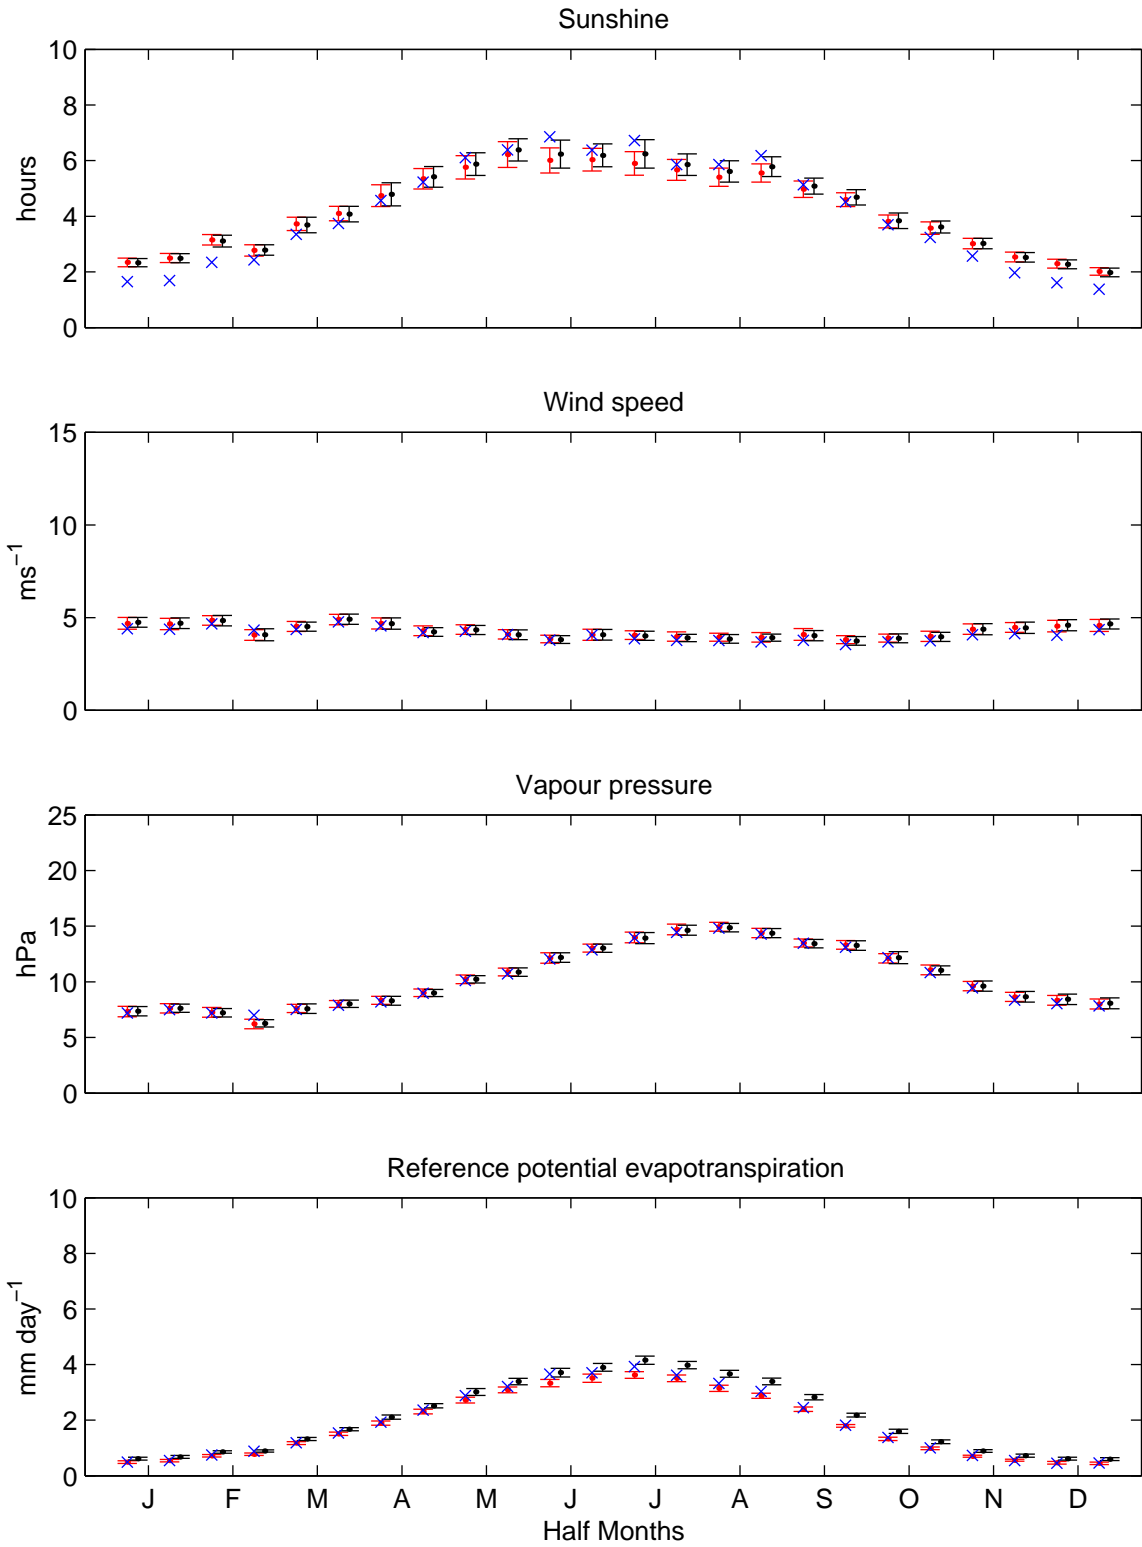 Sunshine
10
8
6
4
2
0
hours
Wind speed
15
10
5
0
ms⁻¹
Vapour pressure
25
20
15
10
5
0
hPa
Reference potential evapotranspiration
10
8
6
4
2
0
mm day⁻¹
J F M A M J J A S O N D
Half Months